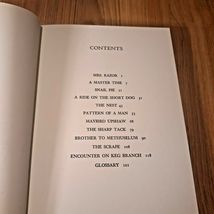 CONTENTS
MRS. RAZOR 1
A MASTER TIME 7
SNAIL PIE 21
A RIDE ON THE SHORT DOG 31
THE NEST 45
PATTERN OF A MAN 55
MAYBIRD UPSHAW 68
THE SHARP TACK 79
BROTHER TO METHUSELUM 90
THE SCRAPE 108
ENCOUNTER ON KEG BRANCH 118
GLOSSARY 122